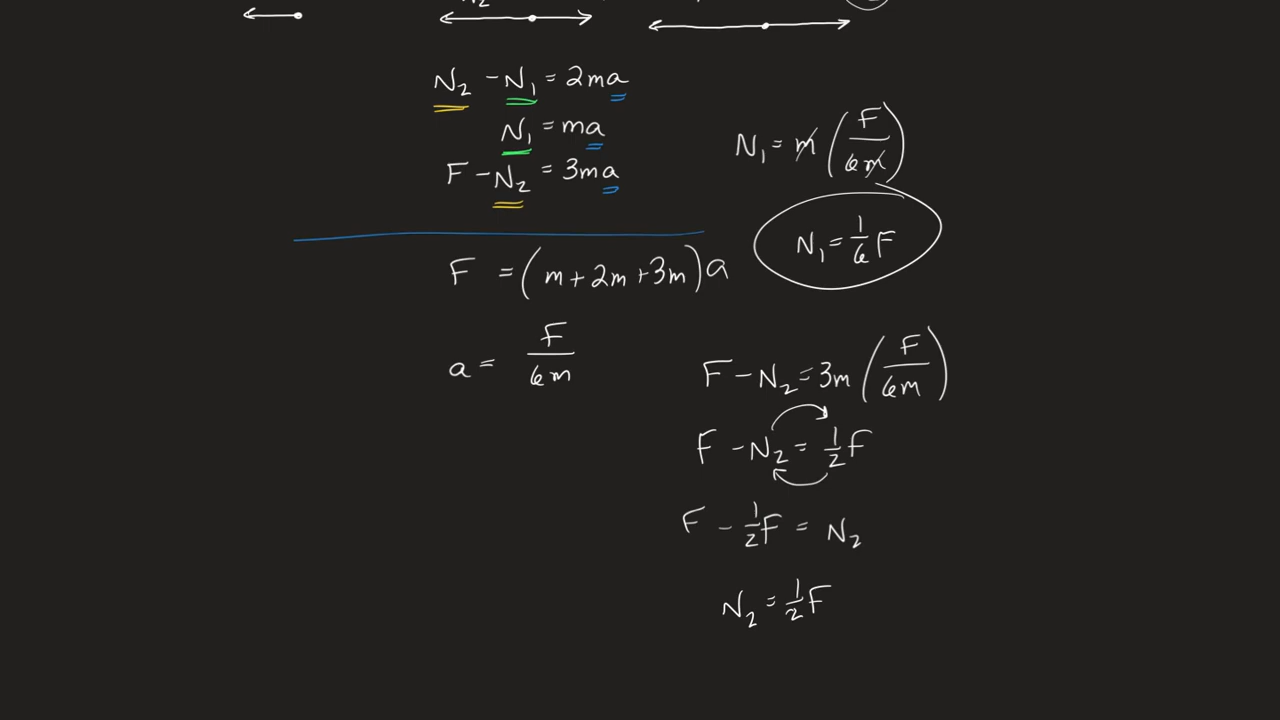 N₂ - N₁ = 2ma
N₁ = ma
F - N₂ = 3ma
F = (m + 2m + 3m)a
a = F/6m
N₁ = m(F/6m)
N₁ = 1/6 F
F - N₂ = 3m(F/6m)
F - N₂ = 1/2 F
F - 1/2 F = N₂
N₂ = 1/2 F